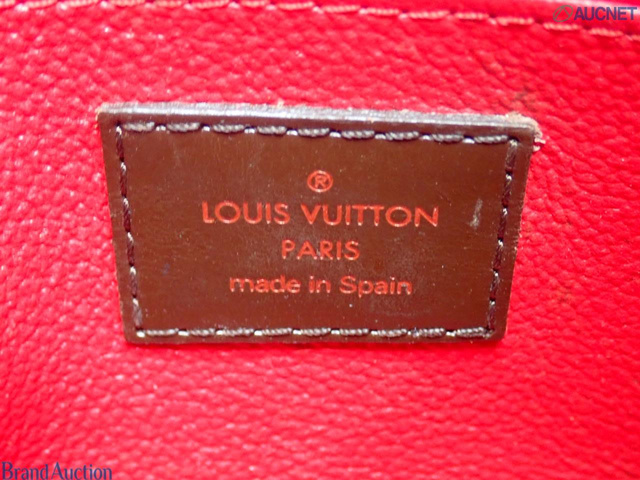 AUCNET
®
LOUIS VUITTON
PARIS
made in Spain
BrandAuction